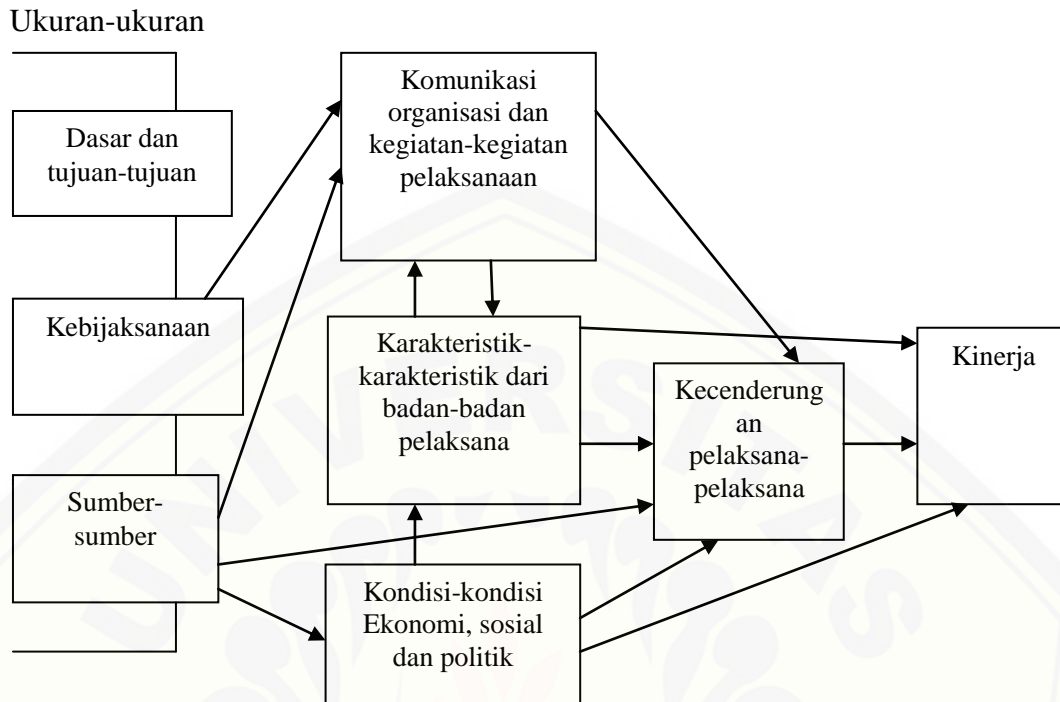 Ukuran-ukuran
Dasar dan
tujuan-tujuan
Kebijaksanaan
Sumber-
sumber
Komunikasi
organisasi dan
kegiatan-kegiatan
pelaksanaan
Karakteristik-
karakteristik dari
badan-badan
pelaksana
Kondisi-kondisi
Ekonomi, sosial
dan politik
Kecenderung
an
pelaksana-
pelaksana
Kinerja
UNIVERSITAS